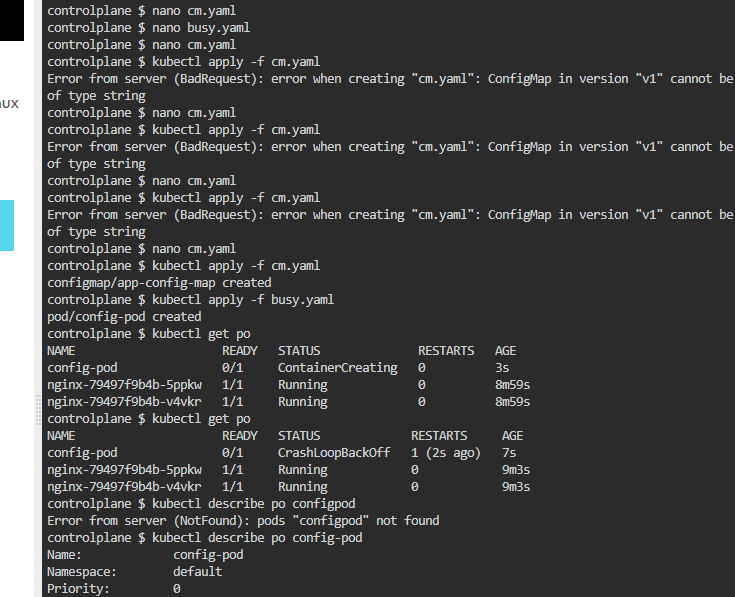 controlplane $ nano cm.yaml
controlplane $ nano busy.yaml
controlplane $ nano cm.yaml
controlplane $ kubectl apply -f cm.yaml
Error from server (BadRequest): error when creating "cm.yaml": ConfigMap in version "v1" cannot be
of type string
ux
controlplane $ nano cm.yaml
controlplane $ kubectl apply -f cm.yaml
Error from server (BadRequest): error when creating "cm.yaml": ConfigMap in version "v1" cannot be
of type string
controlplane $ nano cm.yaml
controlplane $ kubectl apply -f cm.yaml
Error from server (BadRequest): error when creating "cm.yaml": ConfigMap in version "v1" cannot be
of type string
controlplane $ nano cm.yaml
controlplane $ kubectl apply -f cm.yaml
configmap/app-config-map created
controlplane $ kubectl apply -f busy.yaml
pod/config-pod created
controlplane $ kubectl get po
NAME READY STATUS RESTARTS AGE
config-pod 0/1 ContainerCreating 0 3s
nginx-79497f9b4b-5ppkw 1/1 Running 0 8m59s
nginx-79497f9b4b-v4vkr 1/1 Running 0 8m59s
controlplane $ kubectl get po
NAME READY STATUS RESTARTS AGE
config-pod 0/1 CrashLoopBackOff 1 (2s ago) 7s
nginx-79497f9b4b-5ppkw 1/1 Running 0 9m3s
nginx-79497f9b4b-v4vkr 1/1 Running 0 9m3s
controlplane $ kubectl describe po configpod
Error from server (NotFound): pods "configpod" not found
controlplane $ kubectl describe po config-pod
Name: config-pod
Namespace: default
Priority: 0